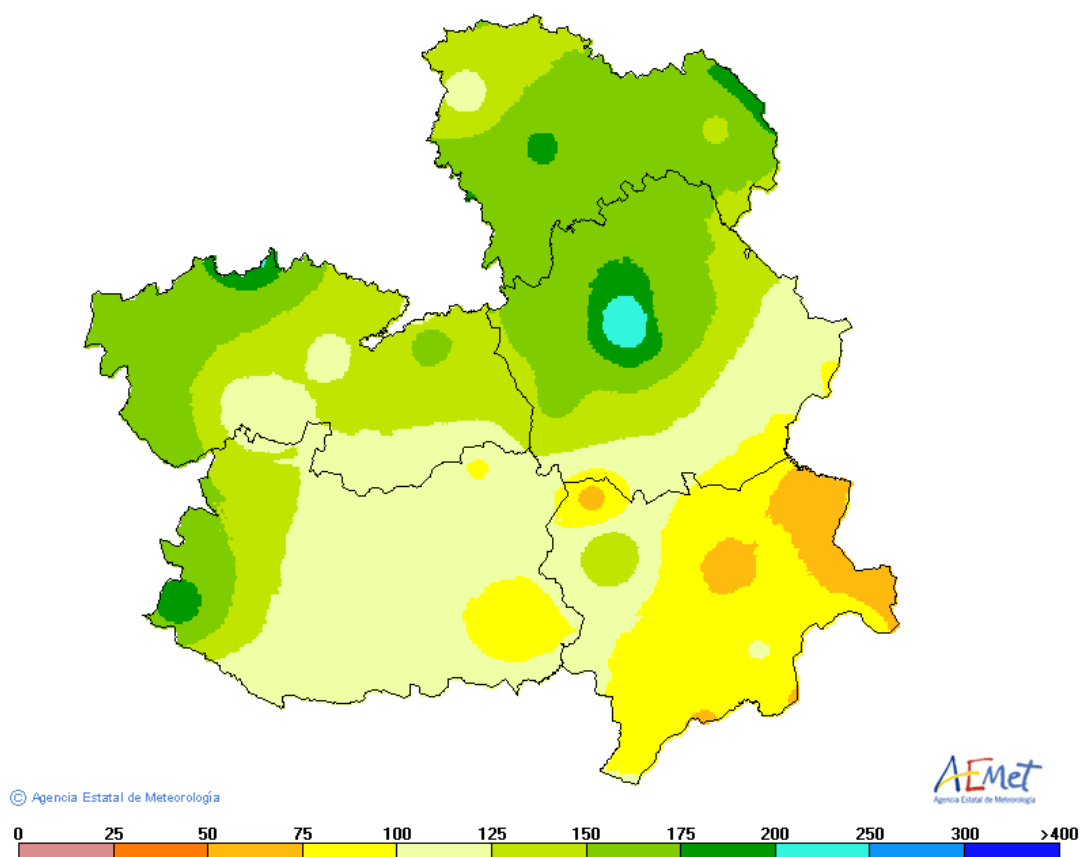 AEMet
Agencia Estatal de Meteorología
© Agencia Estatal de Meteorología
0 25 50 75 100 125 150 175 200 250 300 >400